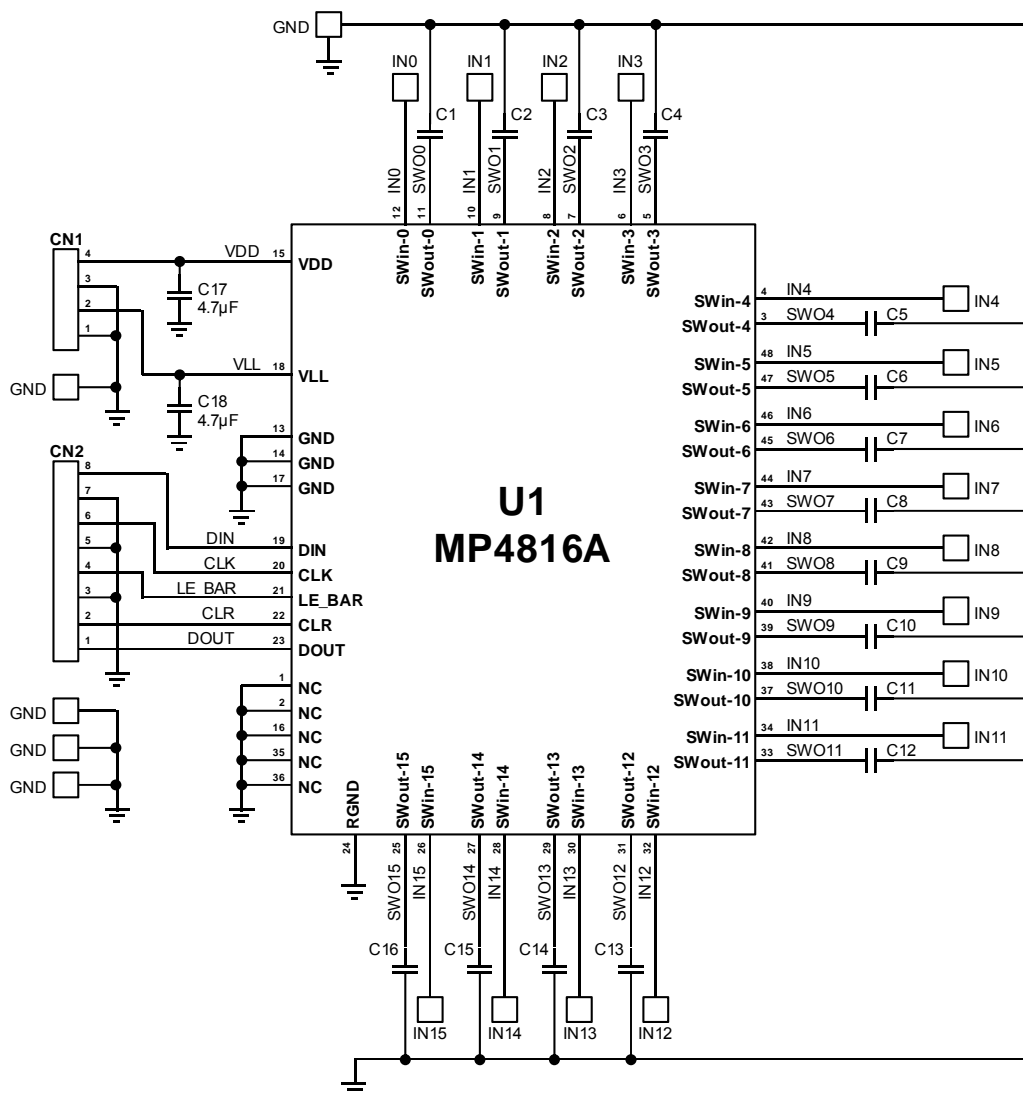 GND
IN0
IN1
IN2
IN3
C1
C2
C3
C4
IN0
SWO0
IN1
SWO1
IN2
SWO2
IN3
SWO3
12
11
10
9
8
7
6
5
SWin-0
SWout-0
SWin-1
SWout-1
SWin-2
SWout-2
SWin-3
SWout-3
CN1
4
3
2
1
VDD
15
VDD
C17
4.7µF
VLL
18
VLL
C18
4.7µF
GND
13
GND
14
GND
17
GND
CN2
8
7
6
5
4
3
2
1
DIN
19
DIN
CLK
20
CLK
LE_BAR
21
LE_BAR
CLR
22
CLR
DOUT
23
DOUT
1
NC
2
NC
16
NC
35
NC
36
NC
GND
GND
GND
U1
MP4816A
SWin-4
4
IN4
IN4
SWout-4
3
SWO4
C5
SWin-5
48
IN5
IN5
SWout-5
47
SWO5
C6
SWin-6
46
IN6
IN6
SWout-6
45
SWO6
C7
SWin-7
44
IN7
IN7
SWout-7
43
SWO7
C8
SWin-8
42
IN8
IN8
SWout-8
41
SWO8
C9
SWin-9
40
IN9
IN9
SWout-9
39
SWO9
C10
SWin-10
38
IN10
IN10
SWout-10
37
SWO10
C11
SWin-11
34
IN11
IN11
SWout-11
33
SWO11
C12
RGND
SWout-15
SWin-15
SWout-14
SWin-14
SWout-13
SWin-13
SWout-12
SWin-12
24
25
26
27
28
29
30
31
32
SWO15
IN15
SWO14
IN14
SWO13
IN13
SWO12
IN12
C16
C15
C14
C13
IN15
IN14
IN13
IN12